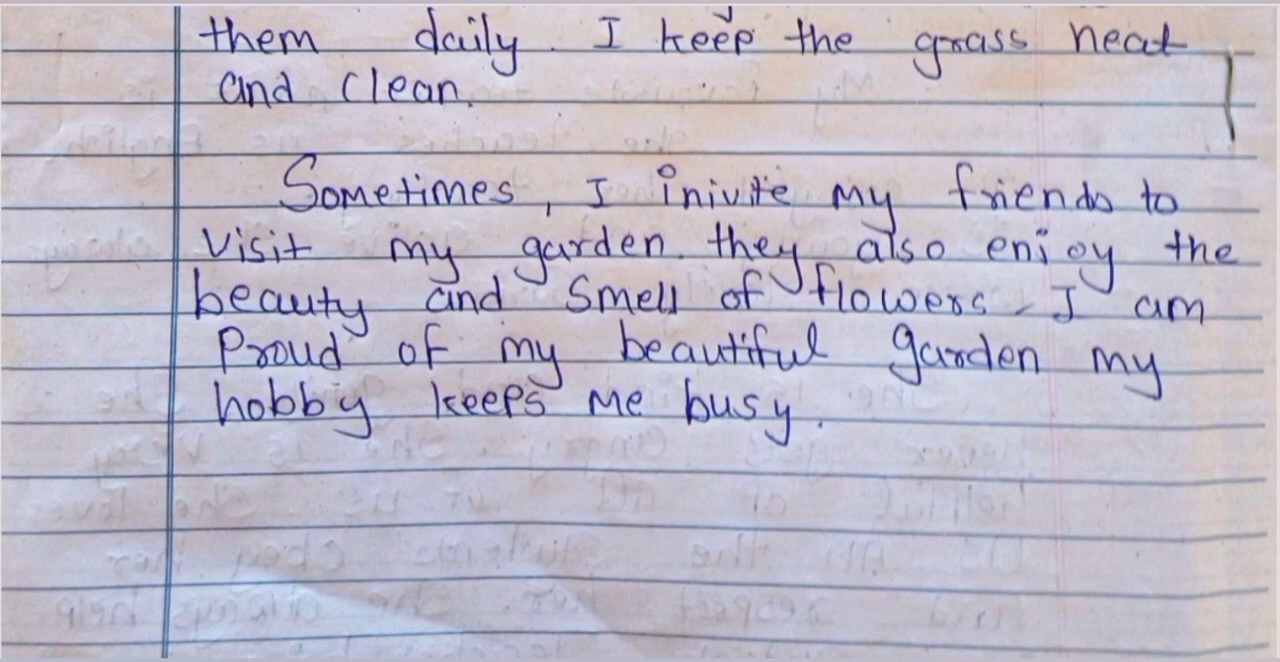 them daily. I keep the grass neat
and clean.
Sometimes, I inivite my friends to
visit my garden. they also enjoy the
beauty and smell of flowers. I am
Proud of my beautiful garden my
hobby keeps me busy.